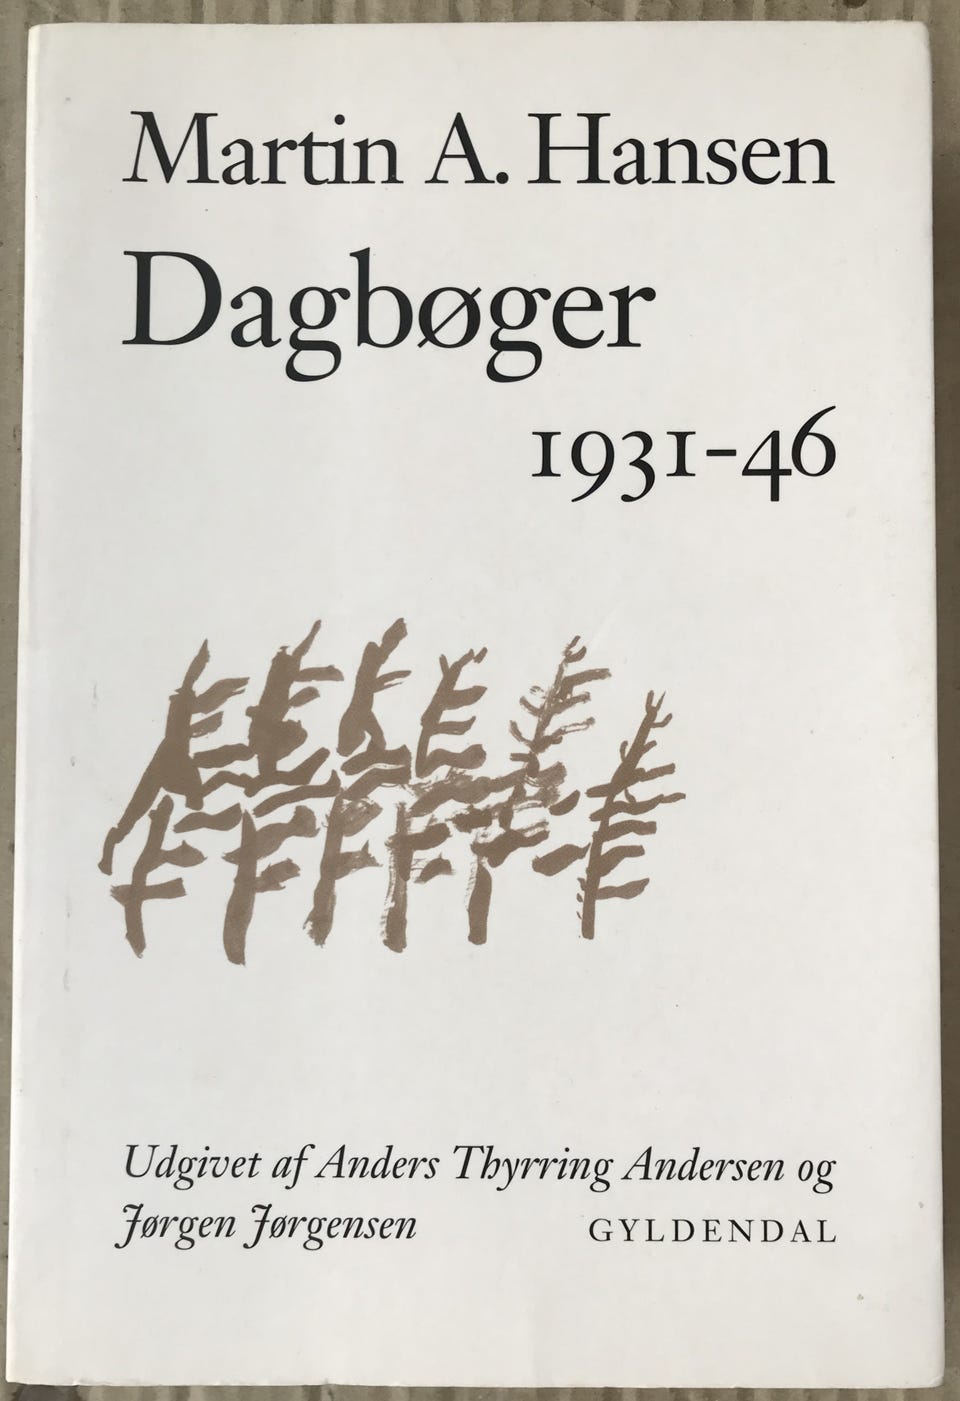 Martin A. Hansen
Dagbøger
1931-46
Udgivet af Anders Thyrring Andersen og
Jørgen Jørgensen GYLDENDAL